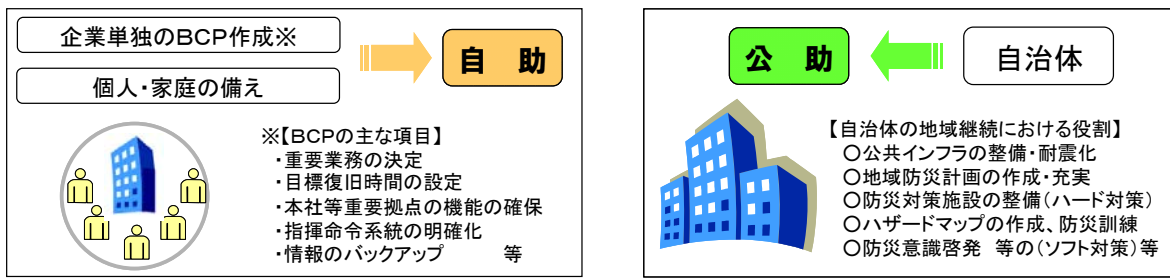 企業単独のBCP作成※
個人・家庭の備え
自　助
※【BCPの主な項目】
・重要業務の決定
・目標復旧時間の設定
・本社等重要拠点の機能の確保
・指揮命令系統の明確化
・情報のバックアップ　　等
公　助
自治体
【自治体の地域継続における役割】
○公共インフラの整備・耐震化
○地域防災計画の作成・充実
○防災対策施設の整備(ハード対策)
○ハザードマップの作成、防災訓練
○防災意識啓発　等の(ソフト対策)等